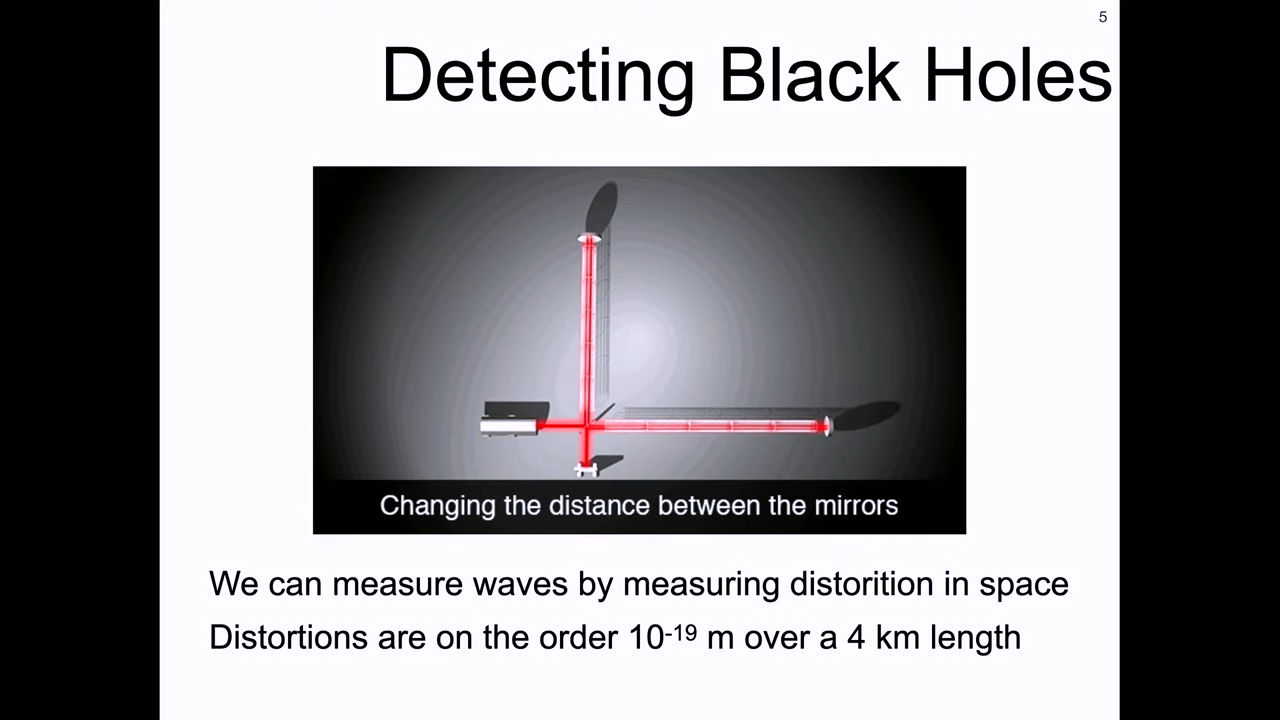 5
Detecting Black Holes
Changing the distance between the mirrors
We can measure waves by measuring distorition in space
Distortions are on the order 10⁻¹⁹ m over a 4 km length